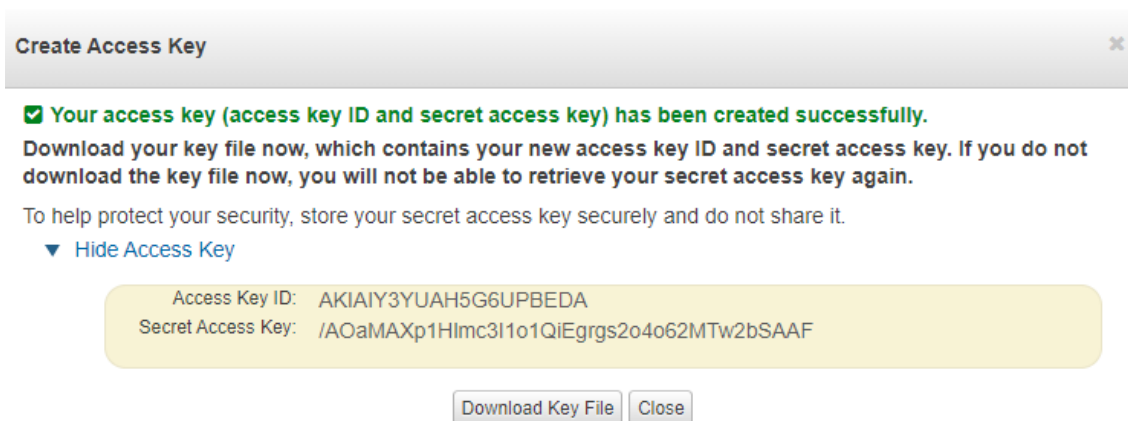 Create Access Key
Your access key (access key ID and secret access key) has been created successfully.
Download your key file now, which contains your new access key ID and secret access key. If you do not
download the key file now, you will not be able to retrieve your secret access key again.
To help protect your security, store your secret access key securely and do not share it.
Hide Access Key
Access Key ID: AKIAIY3YUAH5G6UPBEDA
Secret Access Key:
Download Key File Close